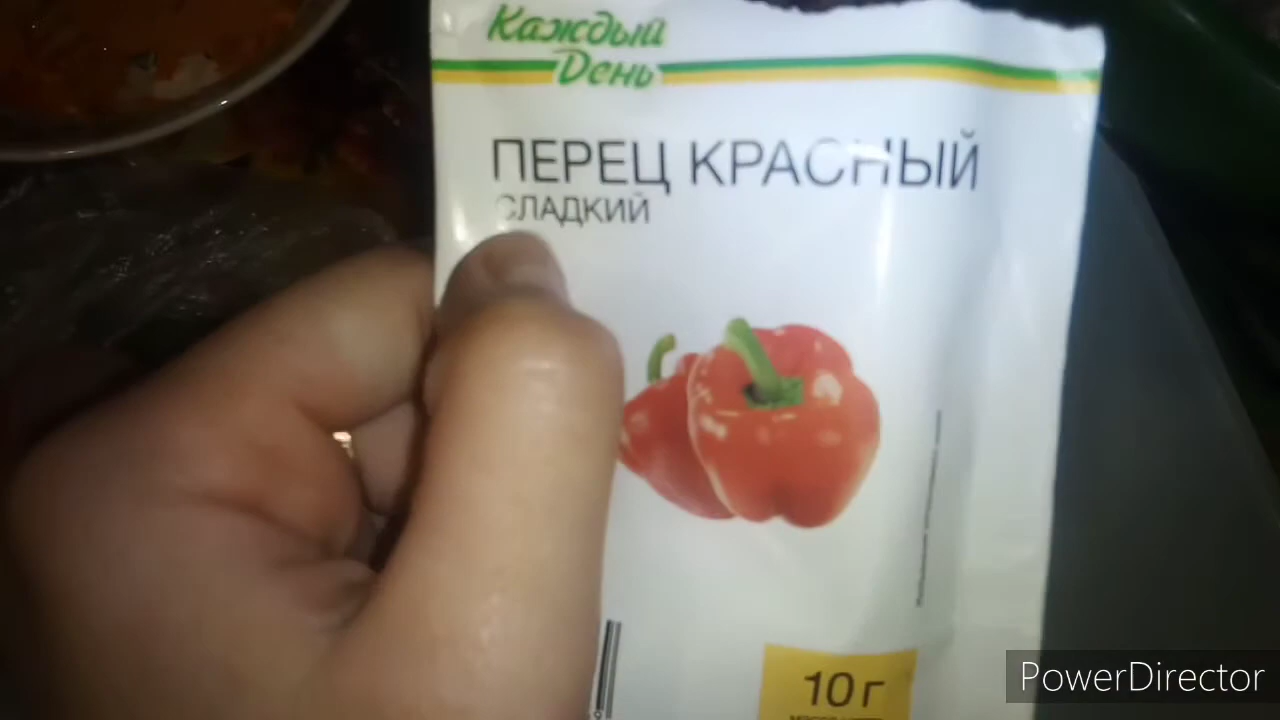 Каждый
День
ПЕРЕЦ КРАСНЫЙ
СЛАДКИЙ
10 г
PowerDirector